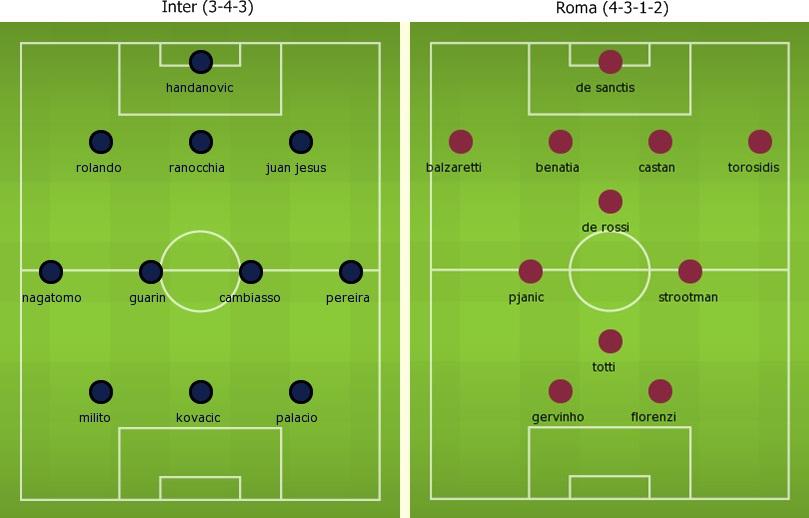 Inter (3-4-3)
handanovic
rolando ranocchia juan jesus
nagatomo guarin cambiasso pereira
milito kovacic palacio
Roma (4-3-1-2)
de sanctis
balzaretti benatia castan torosidis
de rossi
pjanic strootman
totti
gervinho florenzi